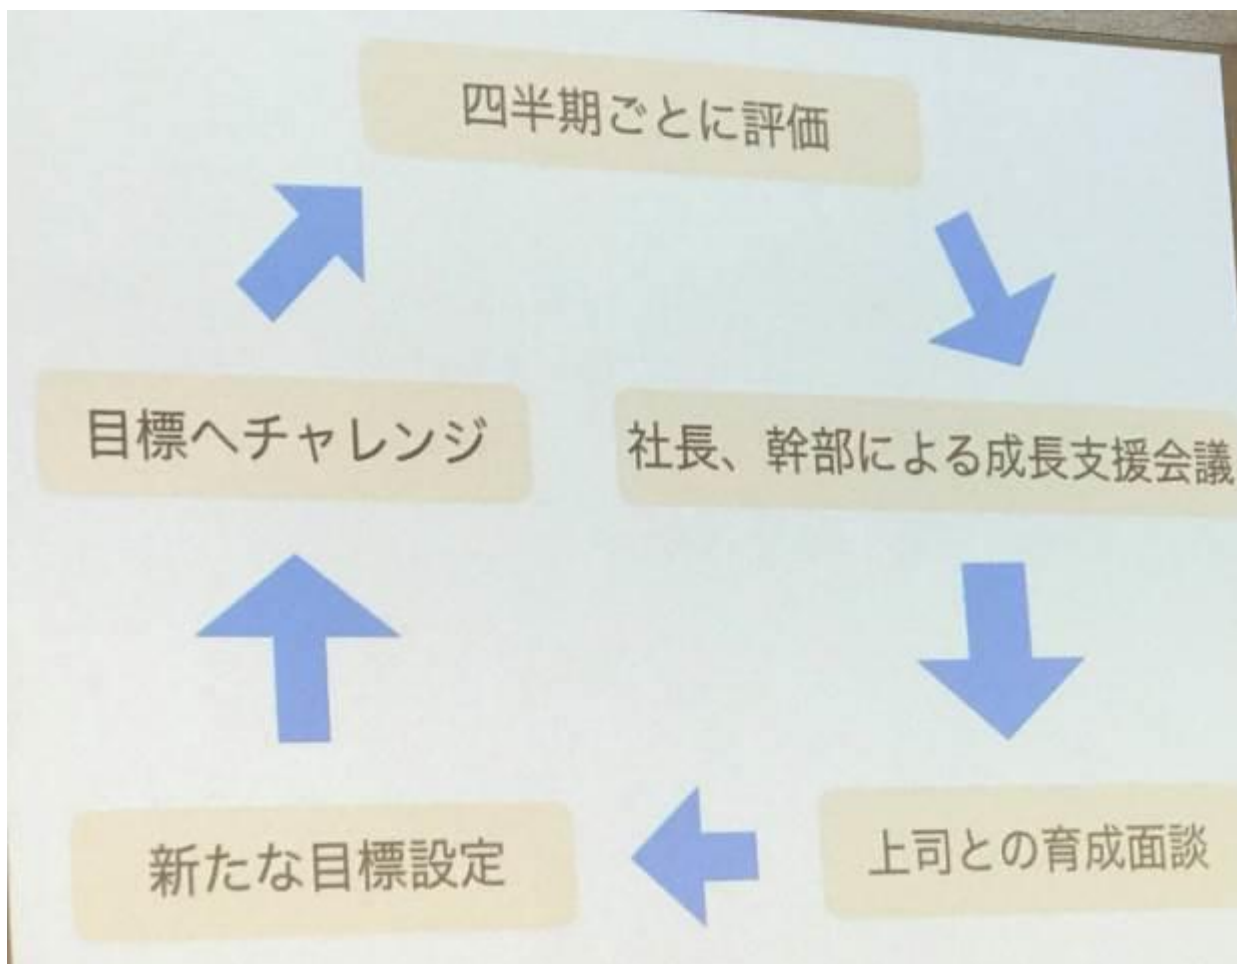 四半期ごとに評価
社長、幹部による成長支援会議
上司との育成面談
新たな目標設定
目標へチャレンジ